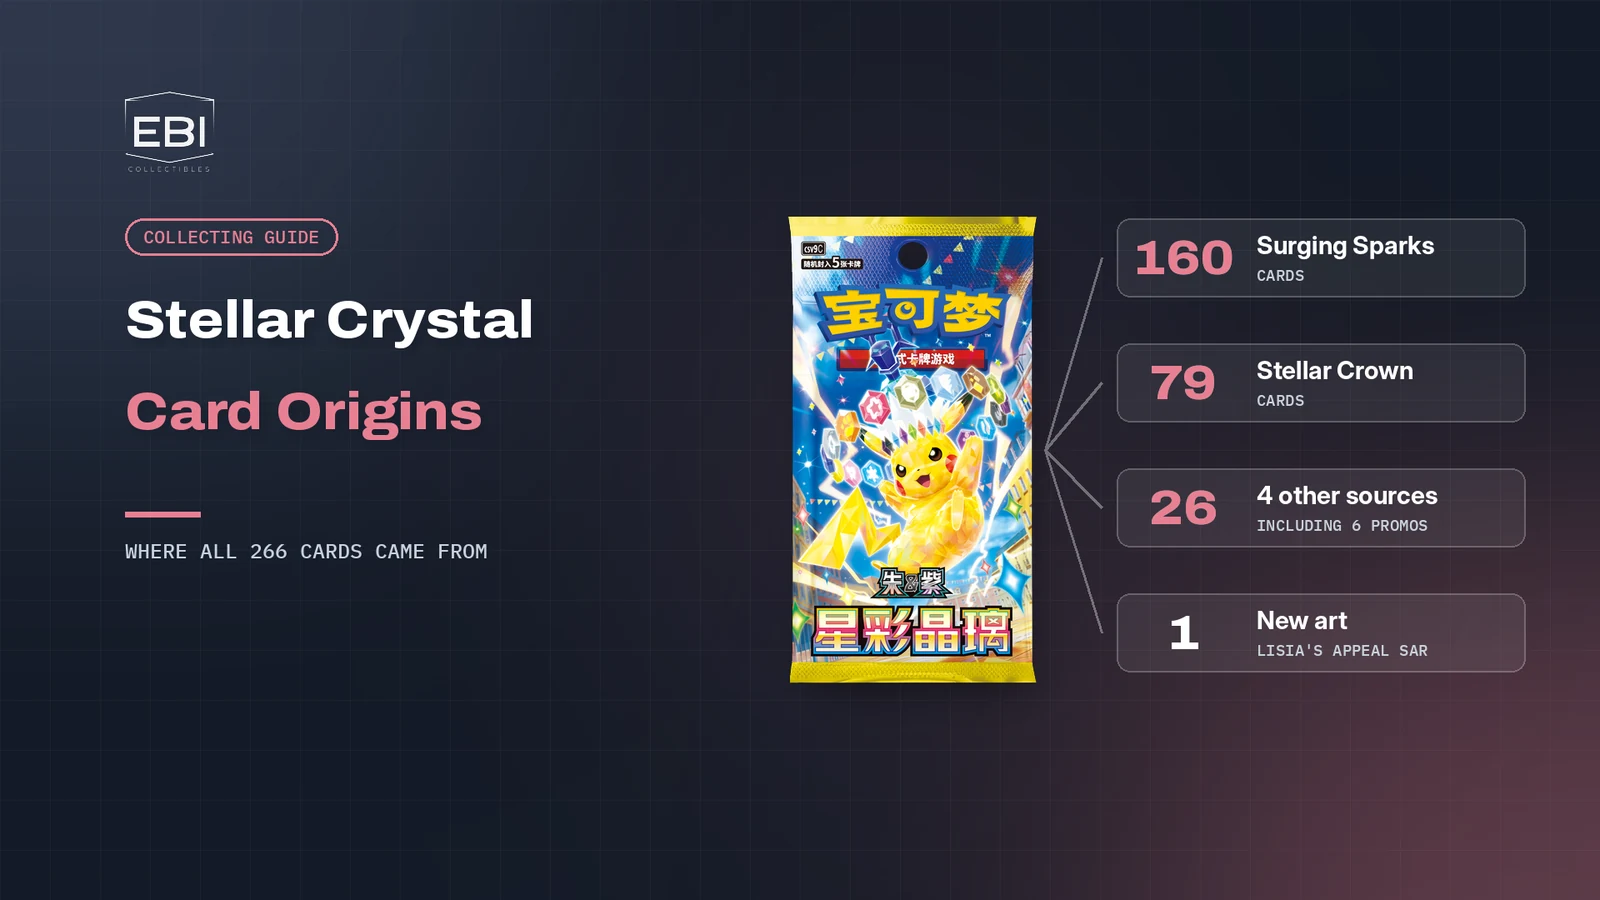 EBI
COLLECTIBLES
COLLECTING GUIDE
Stellar Crystal
Card Origins
WHERE ALL 266 CARDS CAME FROM
csv9C
随机封入5张卡牌
宝可梦
TM
式卡牌游戏
朱&紫
星彩晶璃
160
Surging Sparks
CARDS
79
Stellar Crown
CARDS
26
4 other sources
INCLUDING 6 PROMOS
1
New art
LISIA'S APPEAL SAR